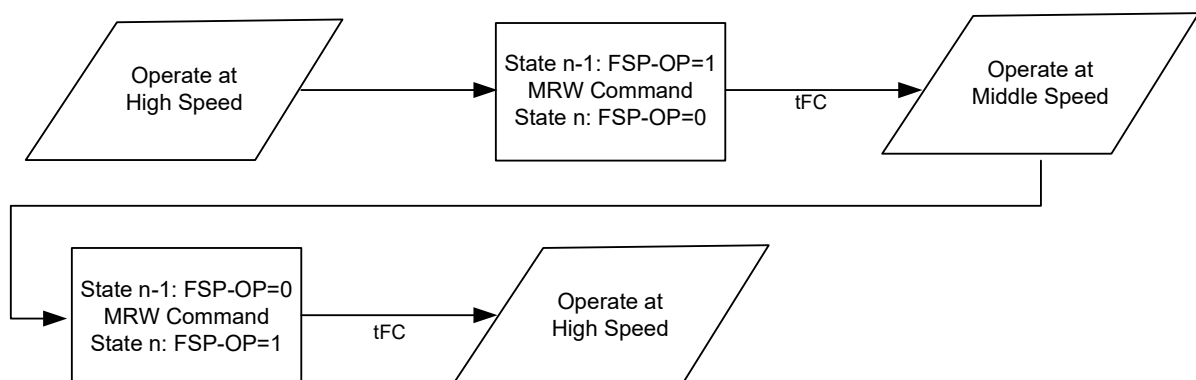 Operate at
High Speed
State n-1: FSP-OP=1
MRW Command
State n: FSP-OP=0
tFC
Operate at
Middle Speed
State n-1: FSP-OP=0
MRW Command
State n: FSP-OP=1
tFC
Operate at
High Speed